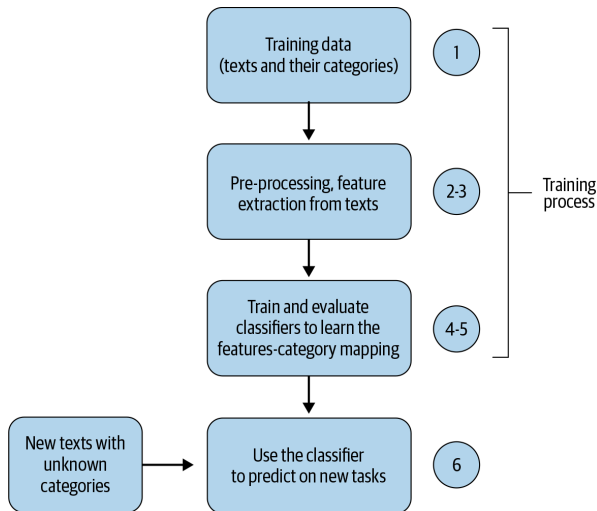 Training data
(texts and their categories)
1
Pre-processing, feature
extraction from texts
2-3
Training
process
Train and evaluate
classifiers to learn the
features-category mapping
4-5
New texts with
unknown
categories
Use the classifier
to predict on new tasks
6